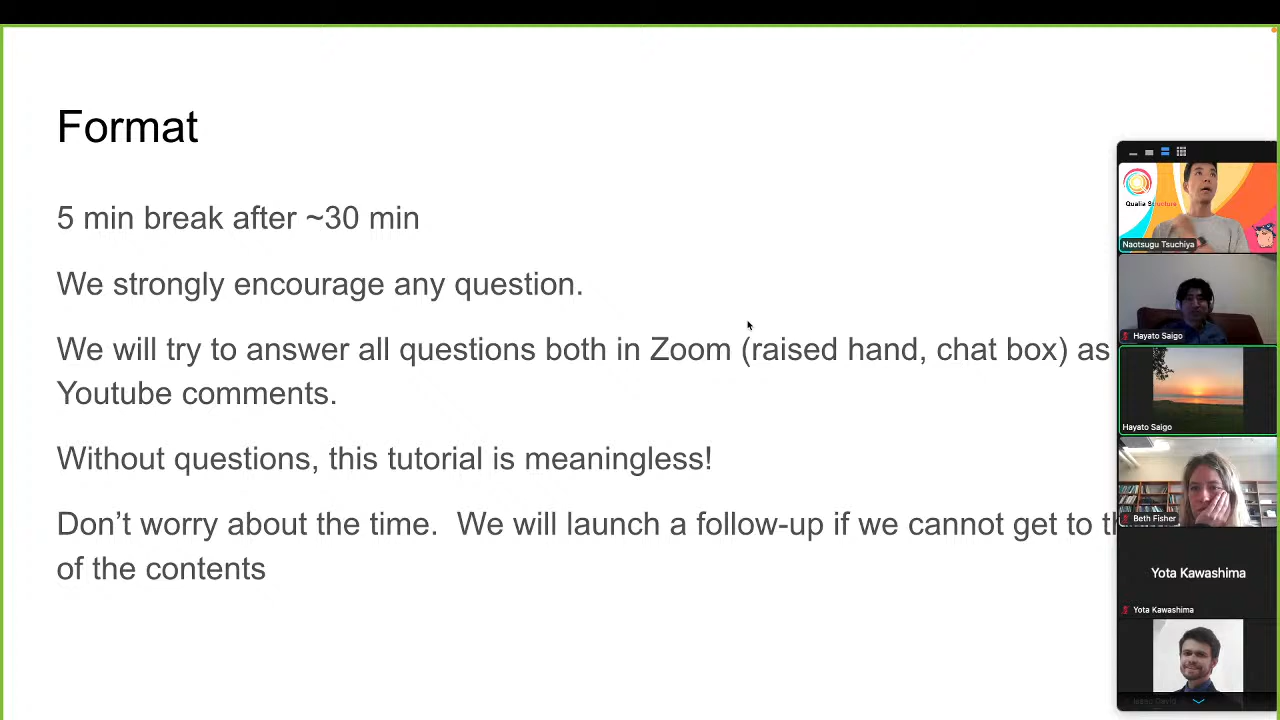 Format
5 min break after ~30 min
We strongly encourage any question.
We will try to answer all questions both in Zoom (raised hand, chat box) as
Youtube comments.
Without questions, this tutorial is meaningless!
Don’t worry about the time.  We will launch a follow-up if we cannot get to
of the contents
Qualia Structure
Naotsugu Tsuchiya
Hayato Saigo
Hayato Saigo
Beth Fisher
Yota Kawashima
Yota Kawashima